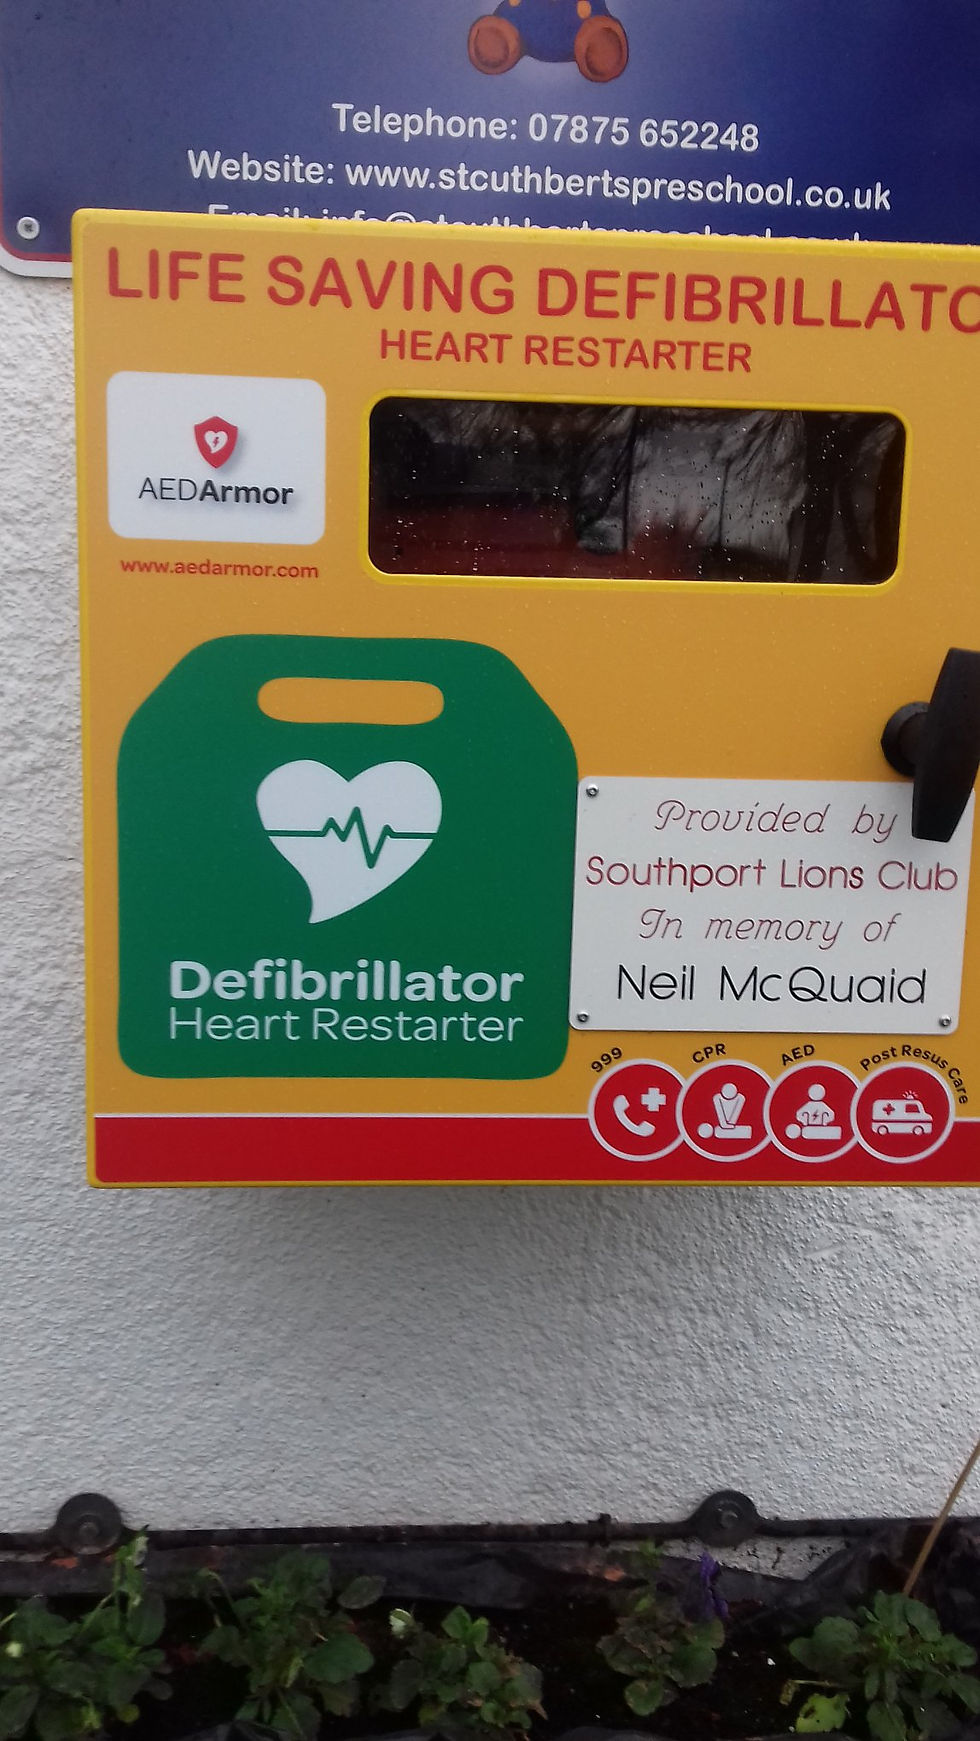 Telephone: 07875 652248
Website: www.stcuthbertspreschool.co.uk
LIFE SAVING DEFIBRILLATO
HEART RESTARTER
AEDArmor
www.aedarmor.com
Defibrillator
Heart Restarter
Provided by
Southport Lions Club
In memory of
Neil McQuaid
999 CPR AED Post Resus Care